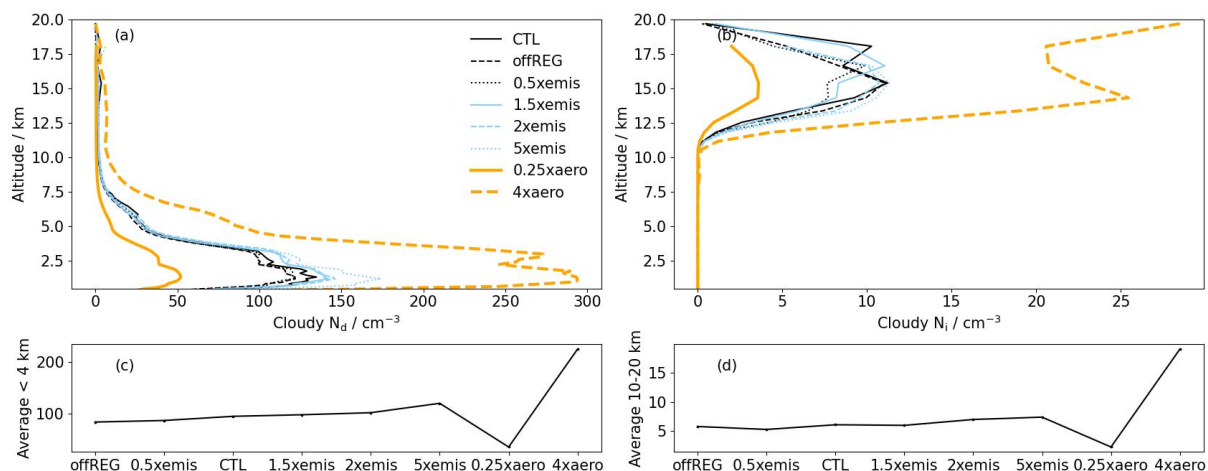 20.0
17.5
15.0
12.5
10.0
7.5
5.0
2.5
Altitude / km
(a)
CTL
offREG
0.5xemis
1.5xemis
2xemis
5xemis
0.25xaero
4xaero
0 50 100 150 200 250 300
Cloudy N_d / cm⁻³
20.0
17.5
15.0
12.5
10.0
7.5
5.0
2.5
Altitude / km
(b)
0 5 10 15 20 25
Cloudy N_i / cm⁻³
200
100
Average < 4 km
(c)
offREG 0.5xemis CTL 1.5xemis 2xemis 5xemis 0.25xaero 4xaero
15
10
5
Average 10-20 km
(d)
offREG 0.5xemis CTL 1.5xemis 2xemis 5xemis 0.25xaero 4xaero